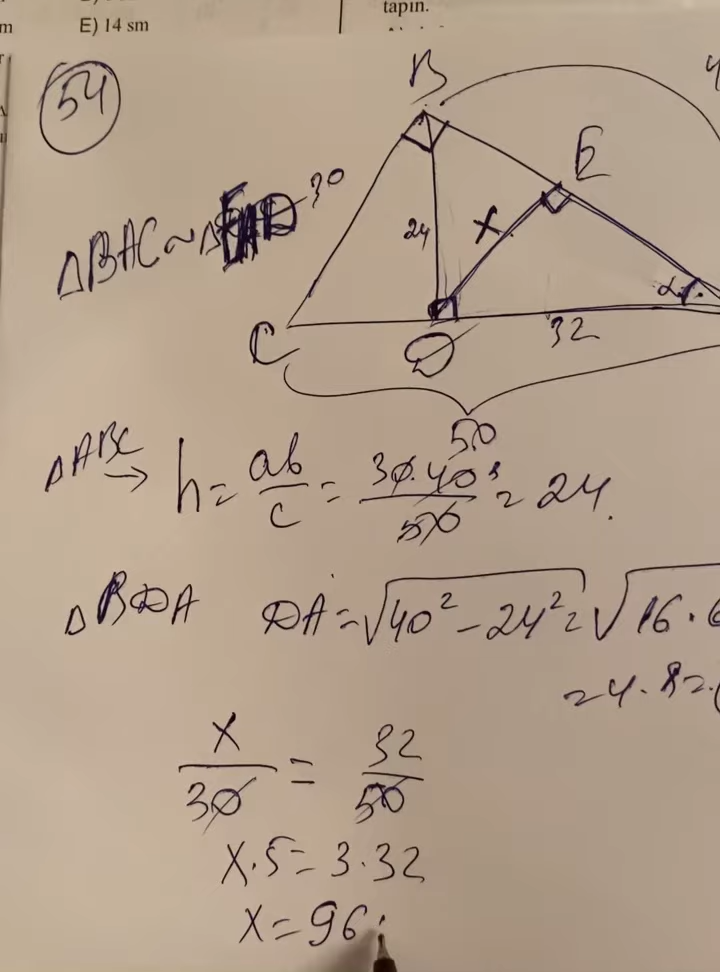 E) 14 sm
tapın.
54
B
E
ΔBAC ~ Δ
30
24
x
α
C
D
32
50
ΔABC → h = ab/c = 30·40/50 = 24.
ΔBDA DA = √40² - 24² = √16·6
= 4·8 =
x/30 = 32/50
x·5 = 3·32
x = 96: